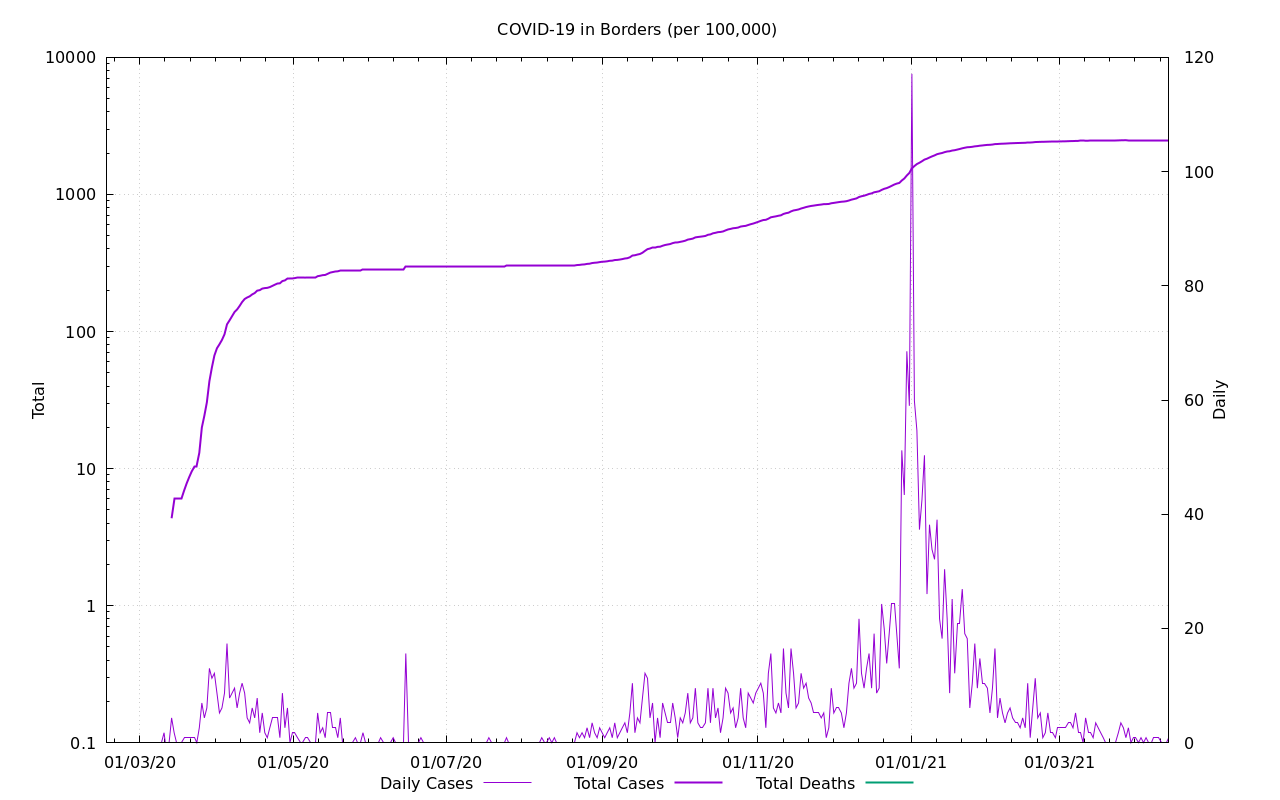 COVID-19 in Borders (per 100,000)
10000
1000
100
10
1
0.1
Total
120
100
80
60
40
20
0
Daily
01/03/20 01/05/20 01/07/20 01/09/20 01/11/20 01/01/21 01/03/21
Daily Cases Total Cases Total Deaths